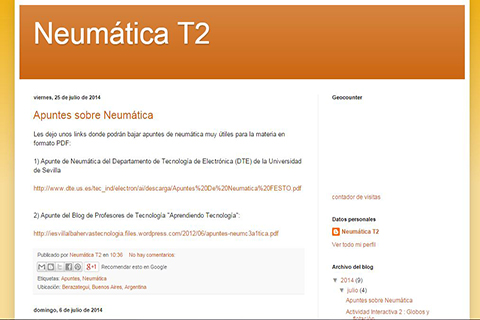 Neumática T2
viernes, 25 de julio de 2014
Apuntes sobre Neumática
Les dejo unos links donde podrán bajar apuntes de neumática muy útiles para la materia en
formato PDF:
1) Apunte de Neumática del Departamento de Tecnología de Electrónica (DTE) de la Universidad
de Sevilla
http://www.dte.us.es/tec_ind/electron/ai/descarga/Apuntes%20De%20Neumatica%20FESTO.pdf
2) Apunte del Blog de Profesores de Tecnología "Aprendiendo Tecnología":
http://iesvillalbahervastecnologia.files.wordpress.com/2012/06/apuntes-neumc3a1tica.pdf
Publicado por Neumática T2 en 10:36 No hay comentarios:
g+1 Recomendar esto en Google
Etiquetas: Apuntes, Neumática
Ubicación: Berazategui, Buenos Aires, Argentina
domingo, 6 de julio de 2014
Geocounter
contador de visitas
Datos personales
Neumática T2
Ver todo mi perfil
Archivo del blog
▼ 2014 (9)
▼ julio (4)
Apuntes sobre Neumática
Actividad Interactiva 2 : Globos y